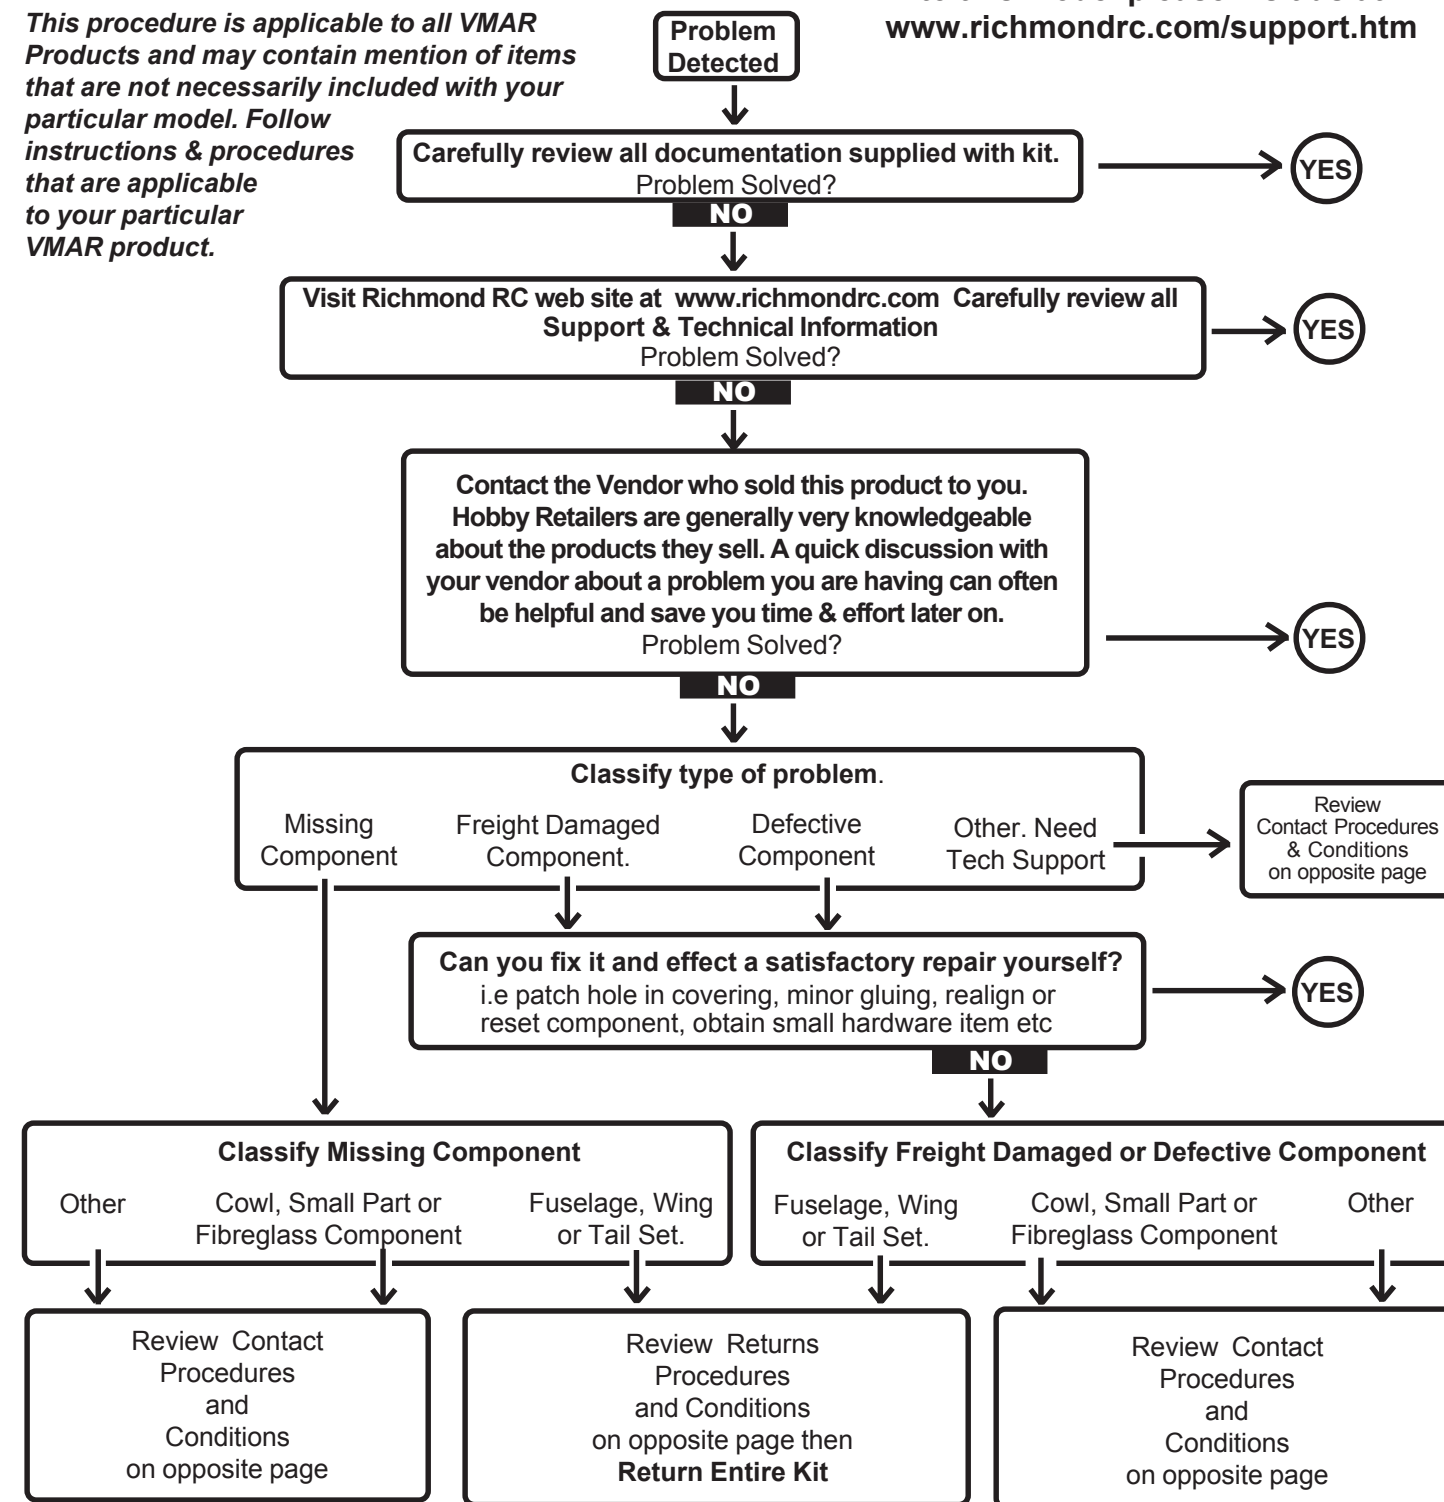 This procedure is applicable to all VMAR
Products and may contain mention of items
that are not necessarily included with your
particular model. Follow
instructions & procedures
that are applicable
to your particular
VMAR product.
www.richmondrc.com/support.htm
Problem
Detected
Carefully review all documentation supplied with kit.
Problem Solved?
YES
NO
Visit Richmond RC web site at www.richmondrc.com Carefully review all
Support & Technical Information
Problem Solved?
YES
NO
Contact the Vendor who sold this product to you.
Hobby Retailers are generally very knowledgeable
about the products they sell. A quick discussion with
your vendor about a problem you are having can often
be helpful and save you time & effort later on.
Problem Solved?
YES
NO
Classify type of problem.
Missing
Component
Freight Damaged
Component.
Defective
Component
Other. Need
Tech Support
Review
Contact Procedures
& Conditions
on opposite page
Can you fix it and effect a satisfactory repair yourself?
i.e patch hole in covering, minor gluing, realign or
reset component, obtain small hardware item etc
YES
NO
Classify Missing Component
Other
Cowl, Small Part or
Fibreglass Component
Fuselage, Wing
or Tail Set.
Classify Freight Damaged or Defective Component
Fuselage, Wing
or Tail Set.
Cowl, Small Part or
Fibreglass Component
Other
Review Contact
Procedures
and
Conditions
on opposite page
Review Returns
Procedures
and Conditions
on opposite page then
Return Entire Kit
Review Contact
Procedures
and
Conditions
on opposite page